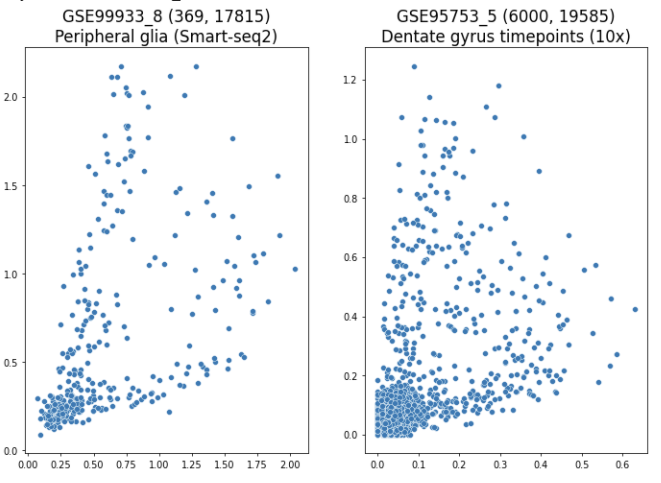 GSE99933_8 (369, 17815)
Peripheral glia (Smart-seq2)
2.0
1.5
1.0
0.5
0.0
0.00 0.25 0.50 0.75 1.00 1.25 1.50 1.75 2.00
GSE95753_5 (6000, 19585)
Dentate gyrus timepoints (10x)
1.2
1.0
0.8
0.6
0.4
0.2
0.0
0.0 0.1 0.2 0.3 0.4 0.5 0.6